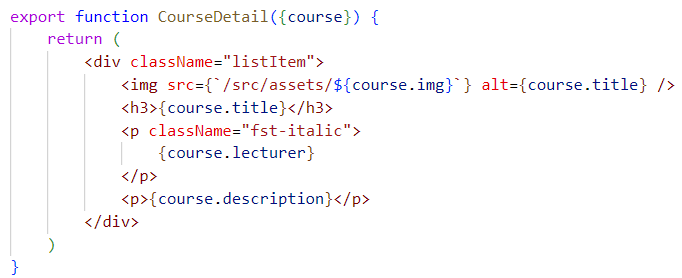 export function CourseDetail({course}) {
    return (
        <div className="listItem">
            <img src={`/src/assets/${course.img}`} alt={course.title} />
            <h3>{course.title}</h3>
            <p className="fst-italic">
                {course.lecturer}
            </p>
            <p>{course.description}</p>
        </div>
    )
}